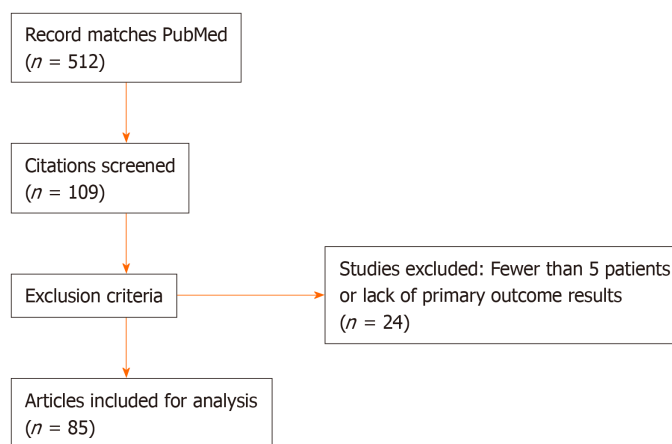 Record matches PubMed
(n = 512)
Citations screened
(n = 109)
Exclusion criteria
Studies excluded: Fewer than 5 patients
or lack of primary outcome results
(n = 24)
Articles included for analysis
(n = 85)